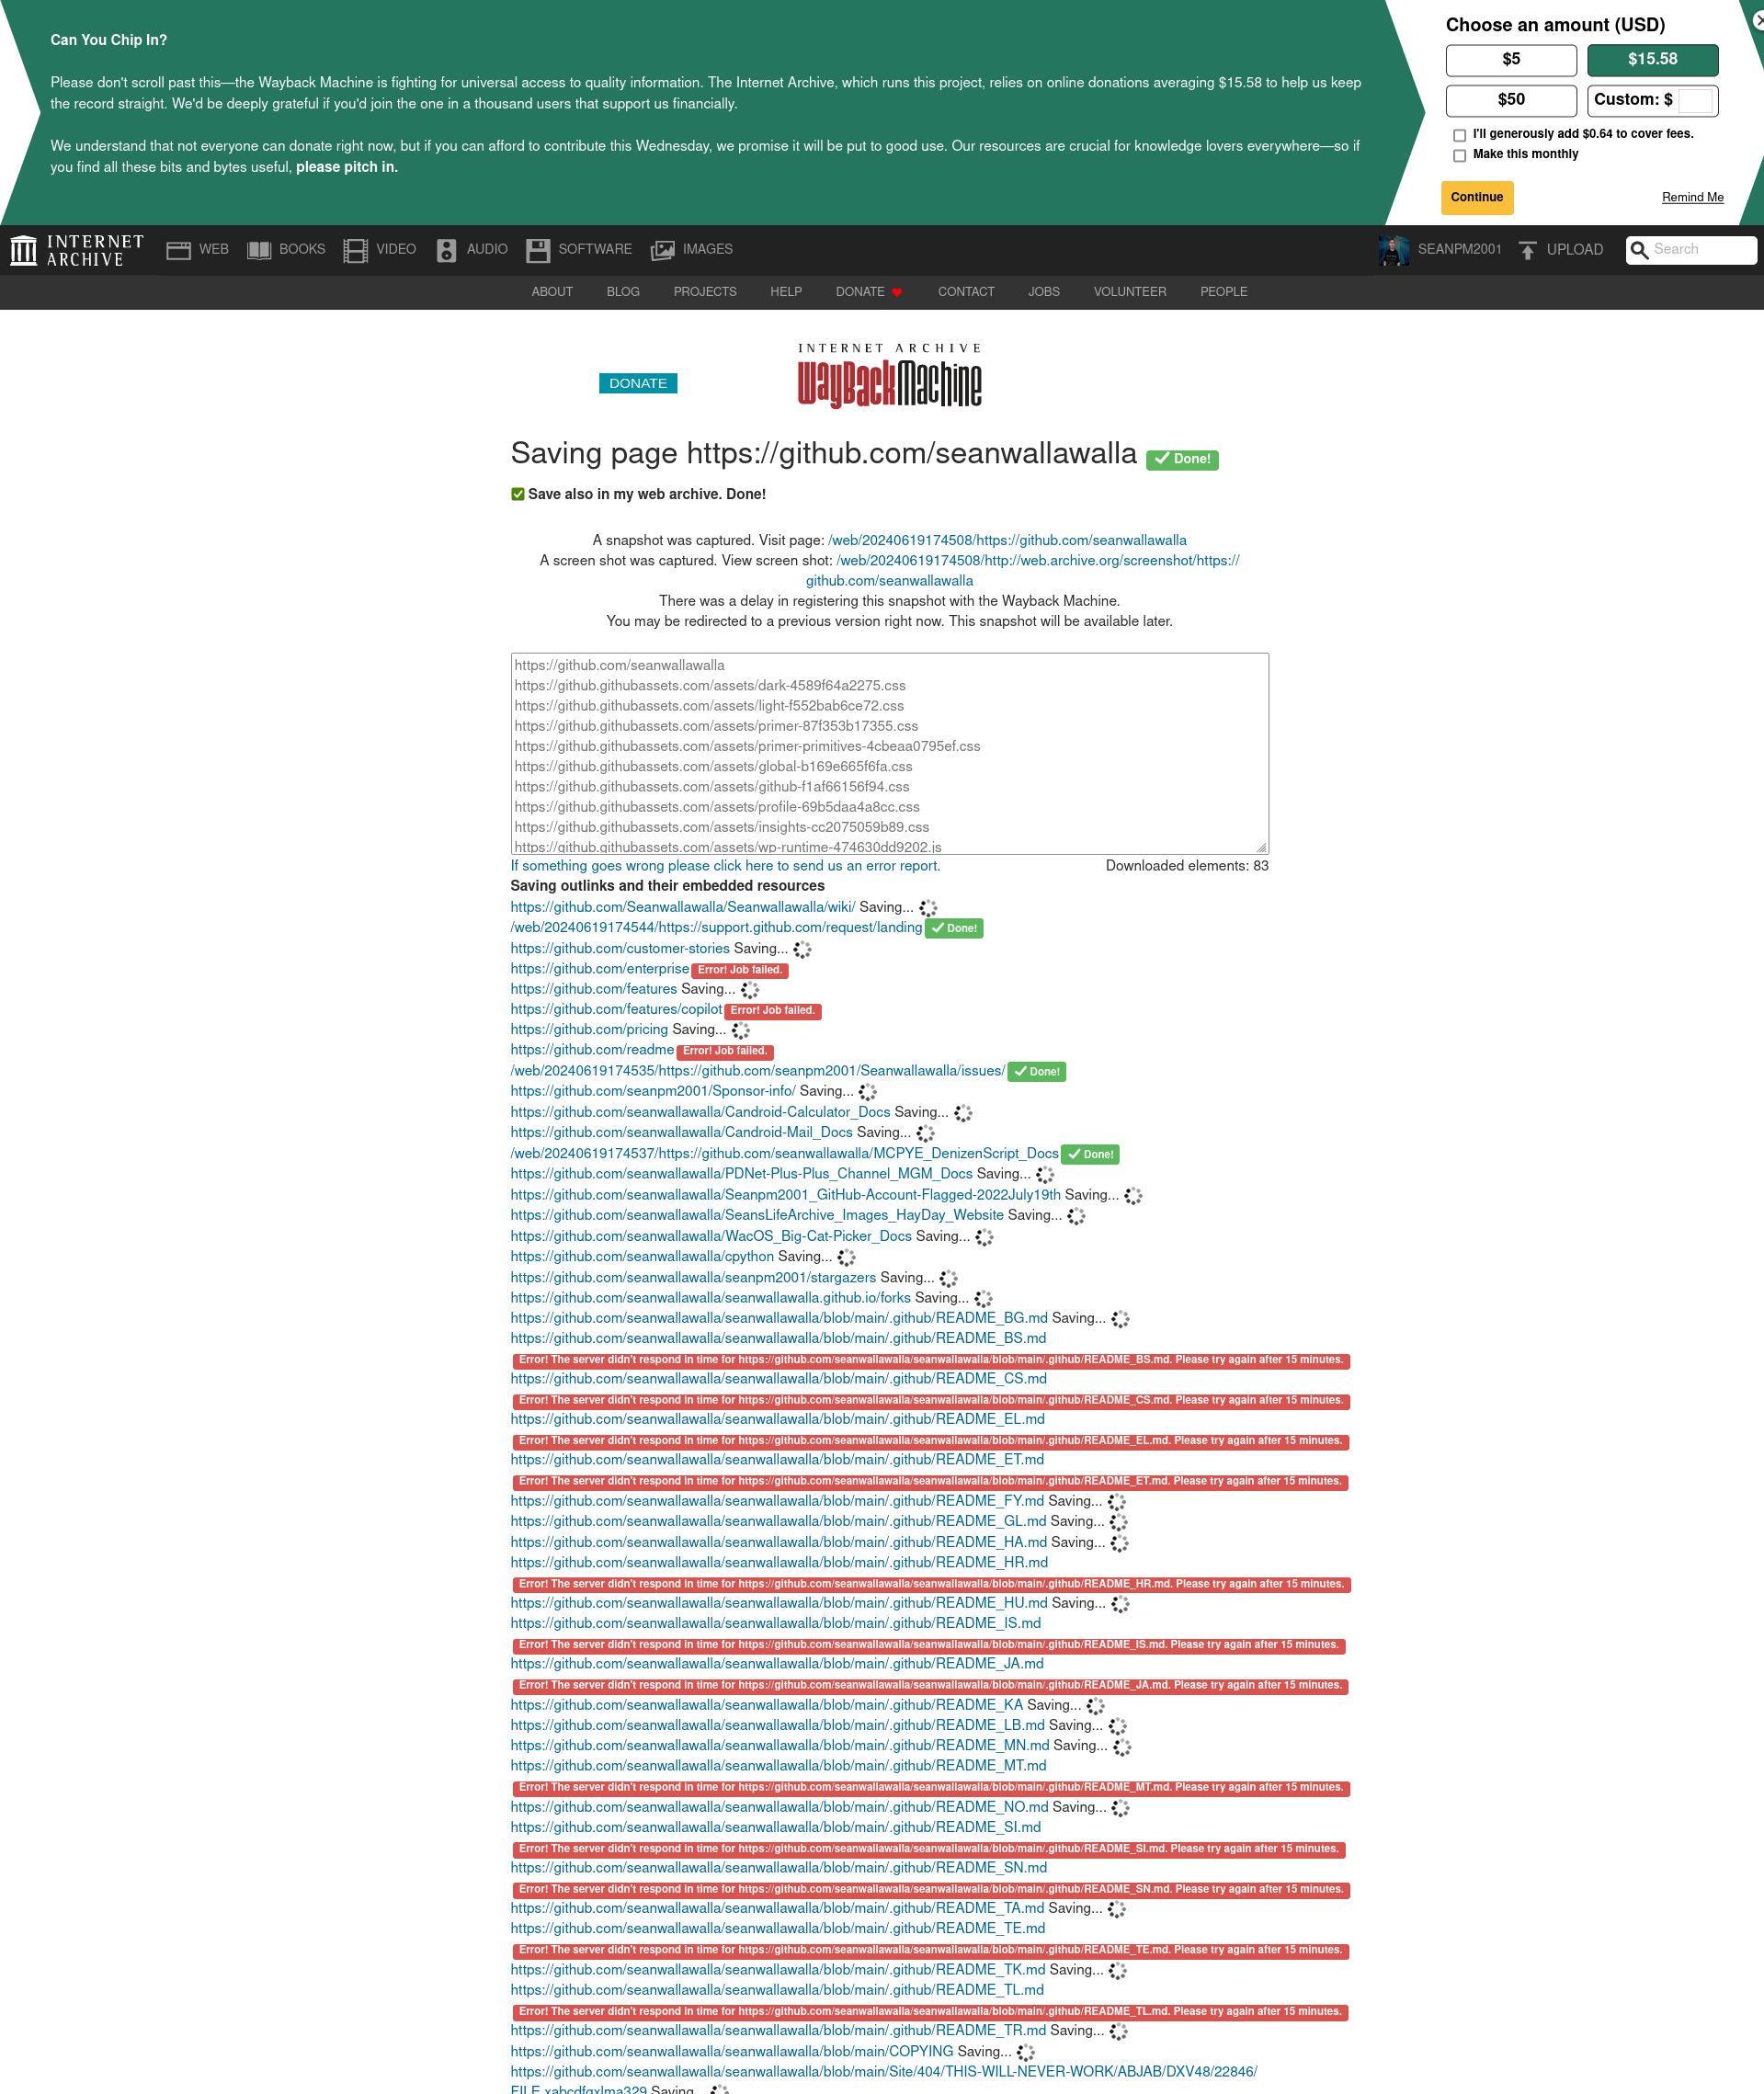 Can You Chip In?
Please don't scroll past this—the Wayback Machine is fighting for universal access to quality information. The Internet Archive, which runs this project, relies on online donations averaging $15.58 to help us keep
the record straight. We'd be deeply grateful if you'd join the one in a thousand users that support us financially.
We understand that not everyone can donate right now, but if you can afford to contribute this Wednesday, we promise it will be put to good use. Our resources are crucial for knowledge lovers everywhere—so if
you find all these bits and bytes useful, please pitch in.
Choose an amount (USD)
$5
$15.58
$50
Custom: $
I'll generously add $0.64 to cover fees.
Make this monthly
Continue
Remind Me
INTERNET
ARCHIVE
WEB
BOOKS
VIDEO
AUDIO
SOFTWARE
IMAGES
SEANPM2001
UPLOAD
Search
ABOUT
BLOG
PROJECTS
HELP
DONATE
CONTACT
JOBS
VOLUNTEER
PEOPLE
DONATE
INTERNET ARCHIVE
WayBackMachine
Saving page https://github.com/seanwallawalla Done!
Save also in my web archive. Done!
A snapshot was captured. Visit page: /web/20240619174508/https://github.com/seanwallawalla
A screen shot was captured. View screen shot: /web/20240619174508/http://web.archive.org/screenshot/https://
github.com/seanwallawalla
There was a delay in registering this snapshot with the Wayback Machine.
You may be redirected to a previous version right now. This snapshot will be available later.
https://github.com/seanwallawalla
https://github.githubassets.com/assets/dark-4589f64a2275.css
https://github.githubassets.com/assets/light-f552bab6ce72.css
https://github.githubassets.com/assets/primer-87f353b17355.css
https://github.githubassets.com/assets/primer-primitives-4cbeaa0795ef.css
https://github.githubassets.com/assets/global-b169e665f6fa.css
https://github.githubassets.com/assets/github-f1af66156f94.css
https://github.githubassets.com/assets/profile-69b5daa4a8cc.css
https://github.githubassets.com/assets/insights-cc2075059b89.css
https://github.githubassets.com/assets/wp-runtime-474630dd9202.js
If something goes wrong please click here to send us an error report.
Downloaded elements: 83
Saving outlinks and their embedded resources
https://github.com/Seanwallawalla/Seanwallawalla/wiki/ Saving...
/web/20240619174544/https://support.github.com/request/landing Done!
https://github.com/customer-stories Saving...
https://github.com/enterprise Error! Job failed.
https://github.com/features Saving...
https://github.com/features/copilot Error! Job failed.
https://github.com/pricing Saving...
https://github.com/readme Error! Job failed.
/web/20240619174535/https://github.com/seanpm2001/Seanwallawalla/issues/ Done!
https://github.com/seanpm2001/Sponsor-info/ Saving...
https://github.com/seanwallawalla/Candroid-Calculator_Docs Saving...
https://github.com/seanwallawalla/Candroid-Mail_Docs Saving...
/web/20240619174537/https://github.com/seanwallawalla/MCPYE_DenizenScript_Docs Done!
https://github.com/seanwallawalla/PDNet-Plus-Plus_Channel_MGM_Docs Saving...
https://github.com/seanwallawalla/Seanpm2001_GitHub-Account-Flagged-2022July19th Saving...
https://github.com/seanwallawalla/SeansLifeArchive_Images_HayDay_Website Saving...
https://github.com/seanwallawalla/WacOS_Big-Cat-Picker_Docs Saving...
https://github.com/seanwallawalla/cpython Saving...
https://github.com/seanwallawalla/seanpm2001/stargazers Saving...
https://github.com/seanwallawalla/seanwallawalla.github.io/forks Saving...
https://github.com/seanwallawalla/seanwallawalla/blob/main/.github/README_BG.md Saving...
https://github.com/seanwallawalla/seanwallawalla/blob/main/.github/README_BS.md
Error! The server didn't respond in time for https://github.com/seanwallawalla/seanwallawalla/blob/main/.github/README_BS.md. Please try again after 15 minutes.
https://github.com/seanwallawalla/seanwallawalla/blob/main/.github/README_CS.md
Error! The server didn't respond in time for https://github.com/seanwallawalla/seanwallawalla/blob/main/.github/README_CS.md. Please try again after 15 minutes.
https://github.com/seanwallawalla/seanwallawalla/blob/main/.github/README_EL.md
Error! The server didn't respond in time for https://github.com/seanwallawalla/seanwallawalla/blob/main/.github/README_EL.md. Please try again after 15 minutes.
https://github.com/seanwallawalla/seanwallawalla/blob/main/.github/README_ET.md
Error! The server didn't respond in time for https://github.com/seanwallawalla/seanwallawalla/blob/main/.github/README_ET.md. Please try again after 15 minutes.
https://github.com/seanwallawalla/seanwallawalla/blob/main/.github/README_FY.md Saving...
https://github.com/seanwallawalla/seanwallawalla/blob/main/.github/README_GL.md Saving...
https://github.com/seanwallawalla/seanwallawalla/blob/main/.github/README_HA.md Saving...
https://github.com/seanwallawalla/seanwallawalla/blob/main/.github/README_HR.md
Error! The server didn't respond in time for https://github.com/seanwallawalla/seanwallawalla/blob/main/.github/README_HR.md. Please try again after 15 minutes.
https://github.com/seanwallawalla/seanwallawalla/blob/main/.github/README_HU.md Saving...
https://github.com/seanwallawalla/seanwallawalla/blob/main/.github/README_IS.md
Error! The server didn't respond in time for https://github.com/seanwallawalla/seanwallawalla/blob/main/.github/README_IS.md. Please try again after 15 minutes.
https://github.com/seanwallawalla/seanwallawalla/blob/main/.github/README_JA.md
Error! The server didn't respond in time for https://github.com/seanwallawalla/seanwallawalla/blob/main/.github/README_JA.md. Please try again after 15 minutes.
https://github.com/seanwallawalla/seanwallawalla/blob/main/.github/README_KA Saving...
https://github.com/seanwallawalla/seanwallawalla/blob/main/.github/README_LB.md Saving...
https://github.com/seanwallawalla/seanwallawalla/blob/main/.github/README_MN.md Saving...
https://github.com/seanwallawalla/seanwallawalla/blob/main/.github/README_MT.md
Error! The server didn't respond in time for https://github.com/seanwallawalla/seanwallawalla/blob/main/.github/README_MT.md. Please try again after 15 minutes.
https://github.com/seanwallawalla/seanwallawalla/blob/main/.github/README_NO.md Saving...
https://github.com/seanwallawalla/seanwallawalla/blob/main/.github/README_SI.md
Error! The server didn't respond in time for https://github.com/seanwallawalla/seanwallawalla/blob/main/.github/README_SI.md. Please try again after 15 minutes.
https://github.com/seanwallawalla/seanwallawalla/blob/main/.github/README_SN.md
Error! The server didn't respond in time for https://github.com/seanwallawalla/seanwallawalla/blob/main/.github/README_SN.md. Please try again after 15 minutes.
https://github.com/seanwallawalla/seanwallawalla/blob/main/.github/README_TA.md Saving...
https://github.com/seanwallawalla/seanwallawalla/blob/main/.github/README_TE.md
Error! The server didn't respond in time for https://github.com/seanwallawalla/seanwallawalla/blob/main/.github/README_TE.md. Please try again after 15 minutes.
https://github.com/seanwallawalla/seanwallawalla/blob/main/.github/README_TK.md Saving...
https://github.com/seanwallawalla/seanwallawalla/blob/main/.github/README_TL.md
Error! The server didn't respond in time for https://github.com/seanwallawalla/seanwallawalla/blob/main/.github/README_TL.md. Please try again after 15 minutes.
https://github.com/seanwallawalla/seanwallawalla/blob/main/.github/README_TR.md Saving...
https://github.com/seanwallawalla/seanwallawalla/blob/main/COPYING Saving...
https://github.com/seanwallawalla/seanwallawalla/blob/main/Site/404/THIS-WILL-NEVER-WORK/ABJAB/DXV48/22846/
Saving...